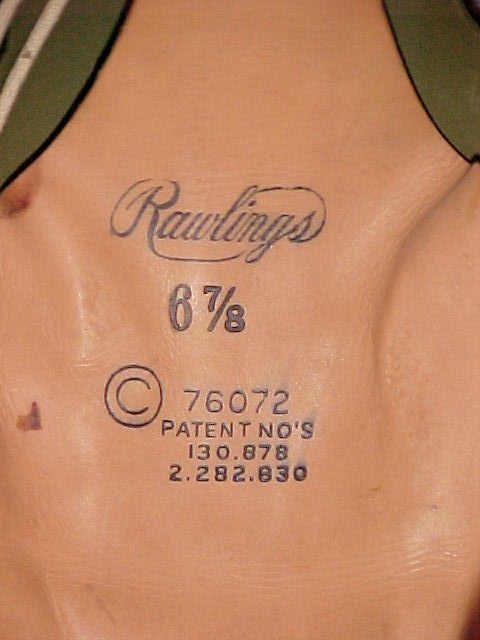 Rawlings
6 7/8
© 76072
PATENT NO'S
130.878
2.282.830